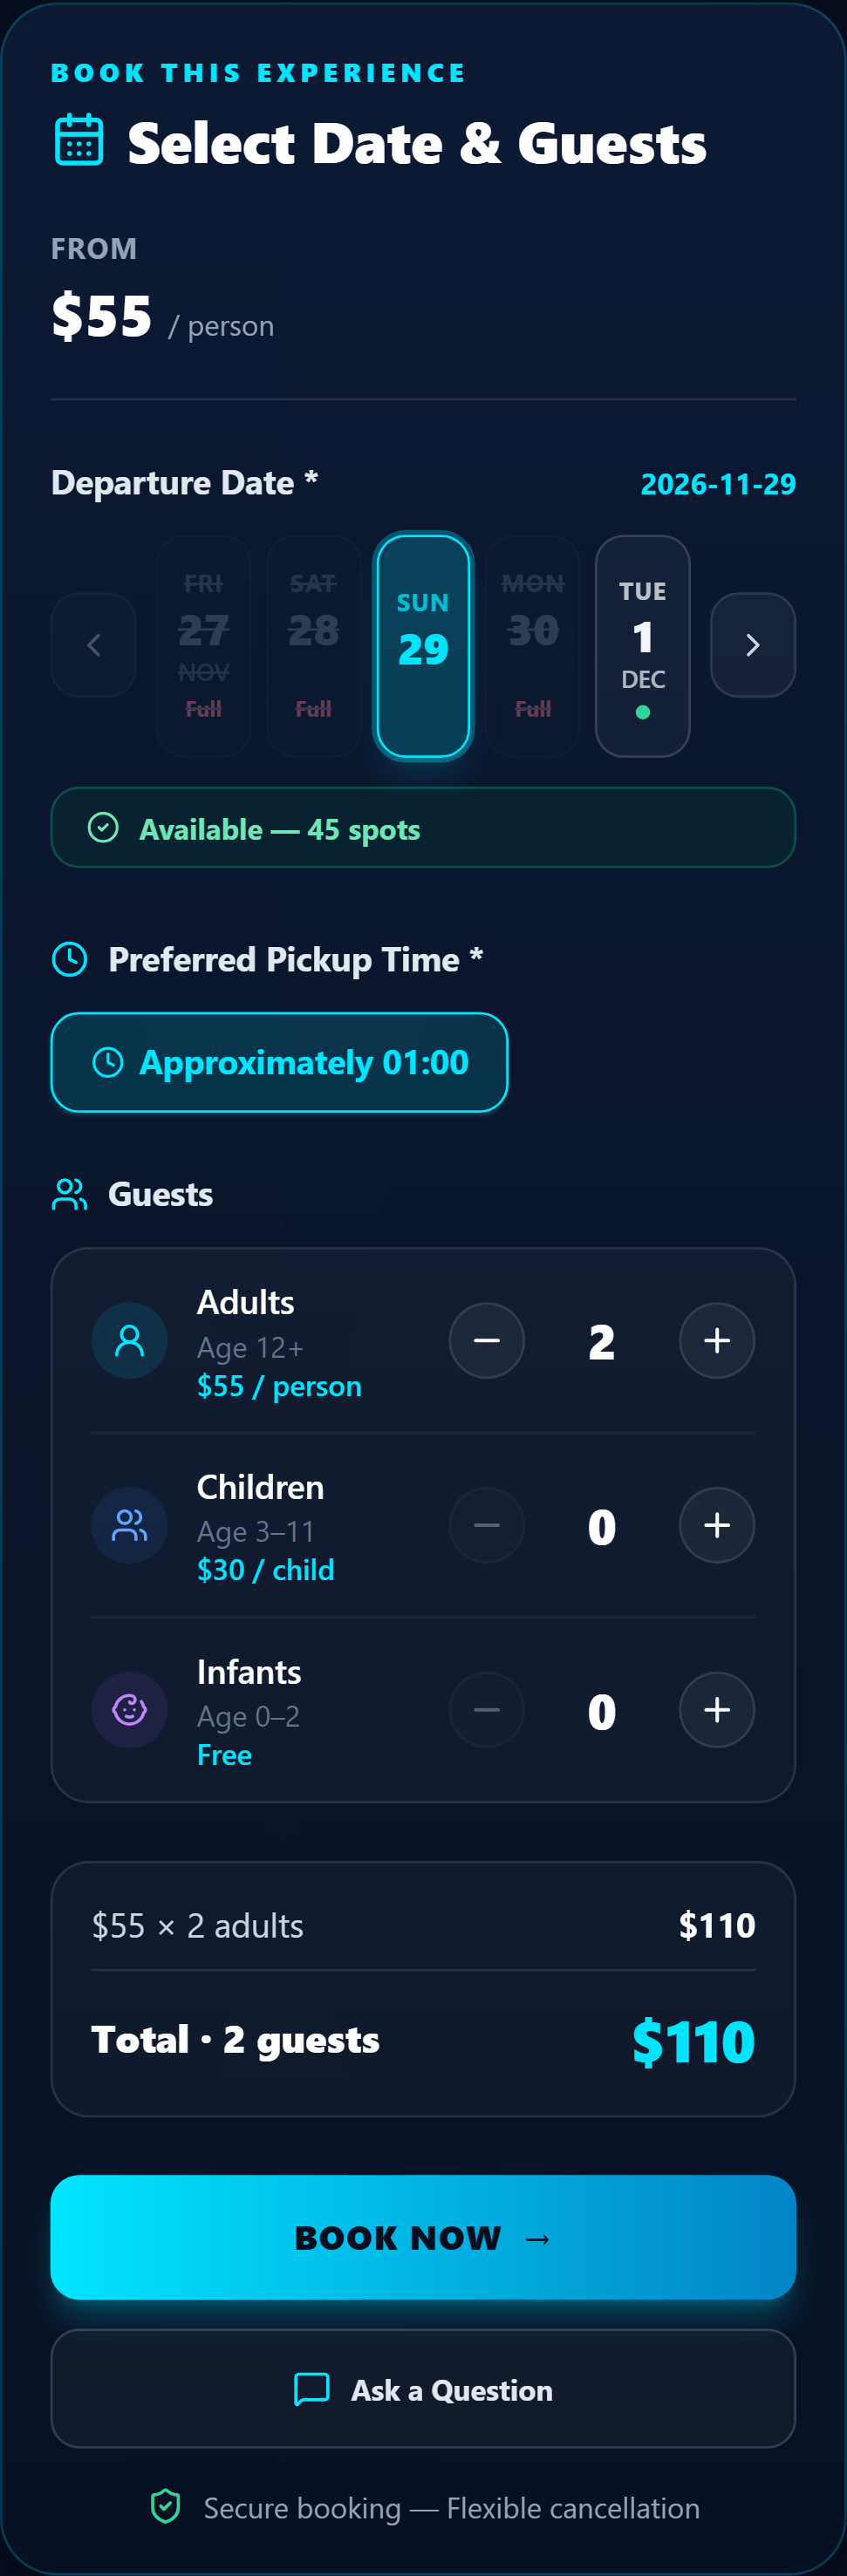 BOOK THIS EXPERIENCE
Select Date & Guests
FROM
$55 / person
Departure Date *
2026-11-29
FRI
27
NOV
Full
SAT
28
Full
SUN
29
MON
30
Full
TUE
1
DEC
Available — 45 spots
Preferred Pickup Time *
Approximately 01:00
Guests
Adults
Age 12+
$55 / person
2
Children
Age 3–11
$30 / child
0
Infants
Age 0–2
Free
0
$55 × 2 adults $110
Total · 2 guests $110
BOOK NOW →
Ask a Question
Secure booking — Flexible cancellation